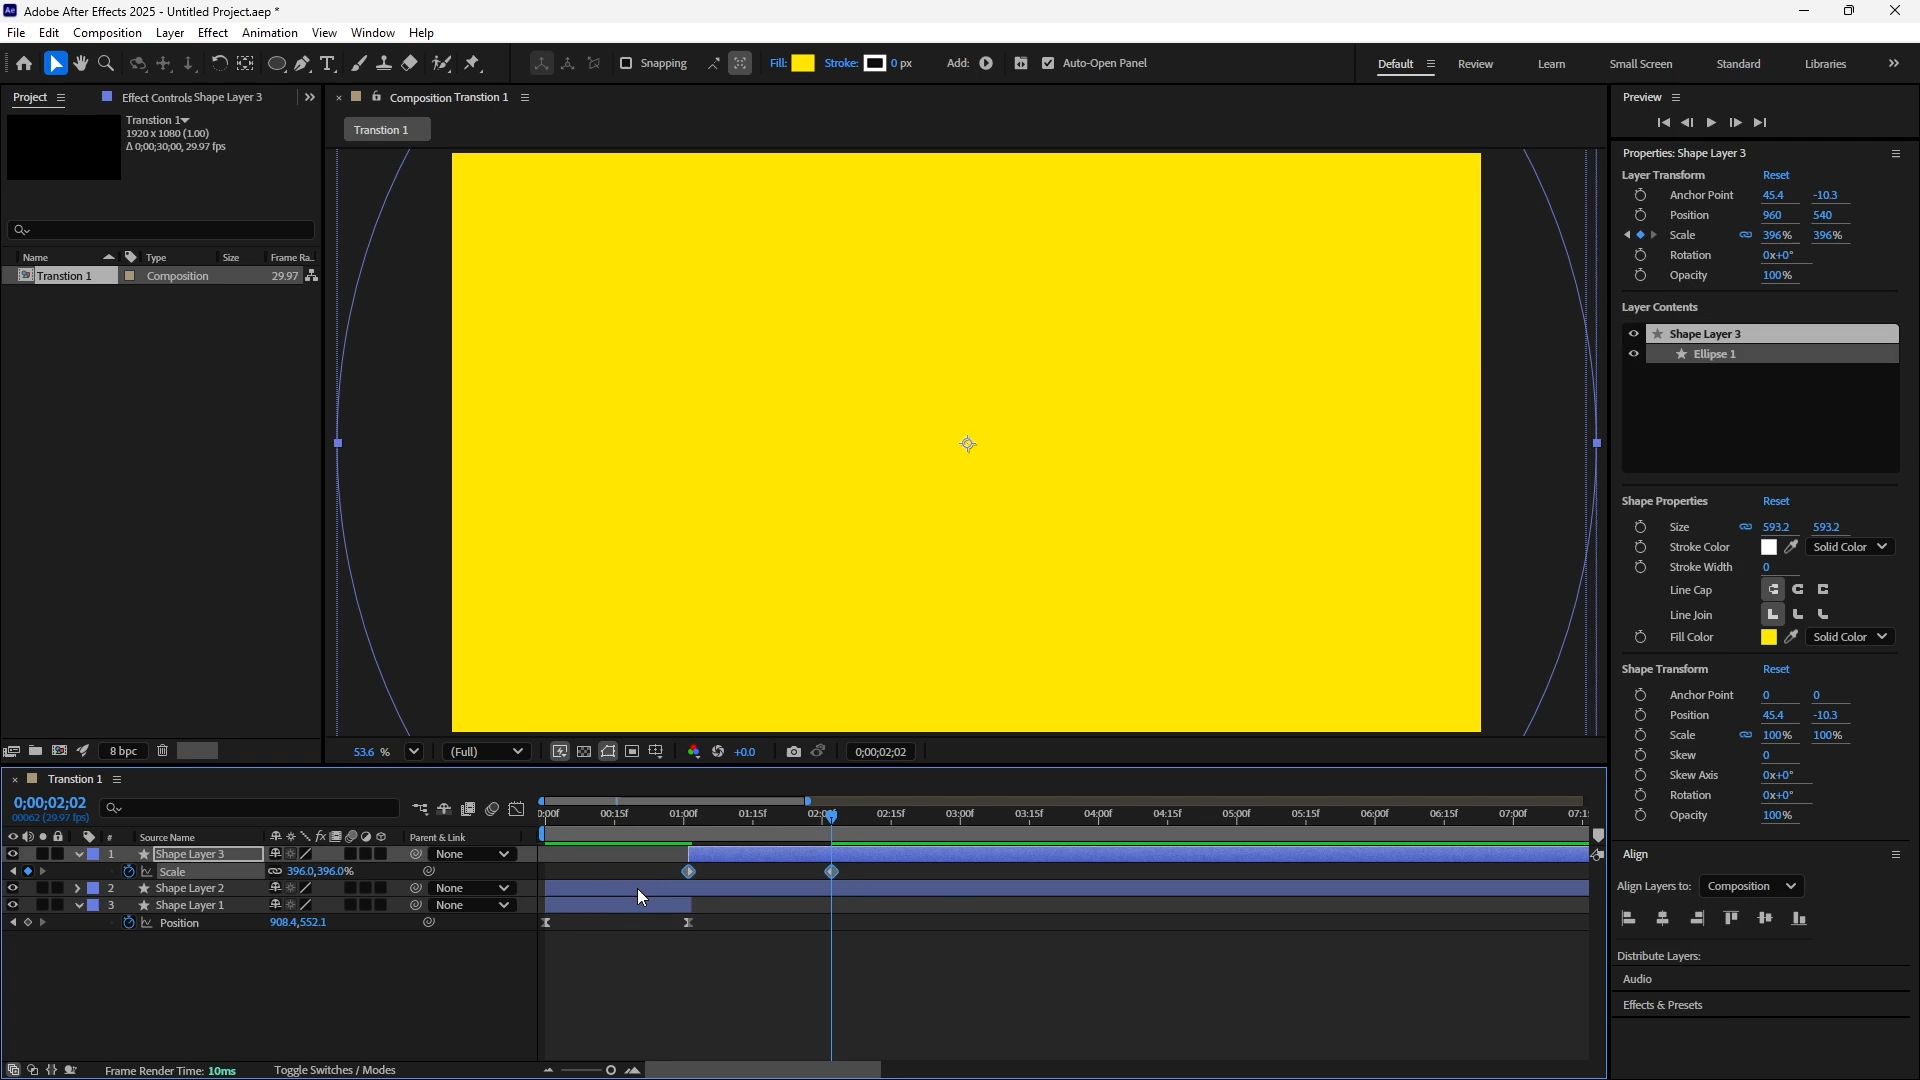 Adobe After Effects 2025 - Untitled Project.aep *
File Edit Composition Layer Effect Animation View Window Help
Snapping Fill: Stroke: 0 px Add: Auto-Open Panel Default Review Learn Small Screen Standard Libraries
Project Effect Controls Shape Layer 3
Transtion 1
1920 x 1080 (1.00)
Δ 0;00;30;00, 29.97 fps
Name Type Size Frame Ra..
Transtion 1 Composition 29.97
8 bpc
Composition Transtion 1
Transtion 1
53.6 % (Full) +0.0 0;00;02;02
Preview
Properties: Shape Layer 3
Layer Transform Reset
Anchor Point 45.4 -10.3
Position 960 540
Scale 396% 396%
Rotation 0x+0°
Opacity 100%
Layer Contents
Shape Layer 3
Ellipse 1
Shape Properties Reset
Size 593.2 593.2
Stroke Color Solid Color
Stroke Width 0
Line Cap
Line Join
Fill Color Solid Color
Shape Transform Reset
Anchor Point 0 0
Position 45.4 -10.3
Scale 100% 100%
Skew 0
Skew Axis 0x+0°
Rotation 0x+0°
Opacity 100%
Align
Align Layers to: Composition
Distribute Layers:
Audio
Effects & Presets
Transtion 1
0;00;02;02
00062 (29.97 fps)
:00f 00:15f 01:00f 01:15f 02:00f 02:15f 03:00f 03:15f 04:00f 04:15f 05:00f 05:15f 06:00f 06:15f 07:00f 07:1
# Source Name fx Parent & Link
1 Shape Layer 3 None
Scale 396.0,396.0%
2 Shape Layer 2 None
3 Shape Layer 1 None
Position 908.4,552.1
Frame Render Time: 10ms Toggle Switches / Modes